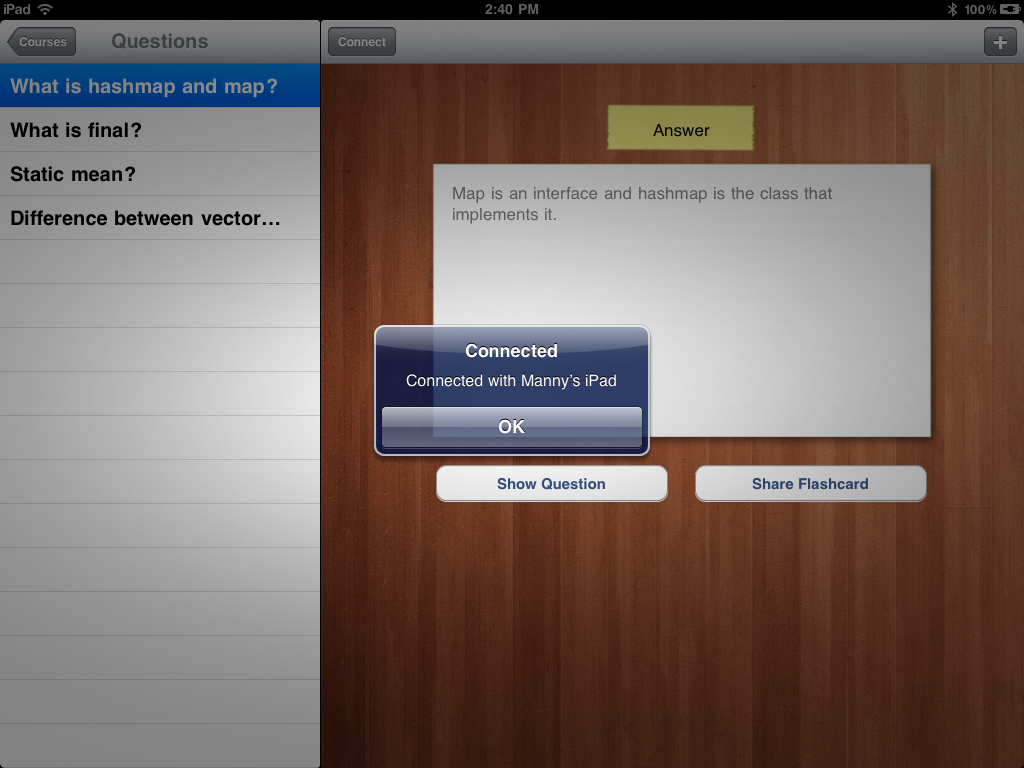 iPad
2:40 PM
100%
Courses
Questions
Connect
+
What is hashmap and map?
What is final?
Static mean?
Difference between vector...
Answer
Map is an interface and hashmap is the class that
implements it.
Connected
Connected with Manny's iPad
OK
Show Question
Share Flashcard